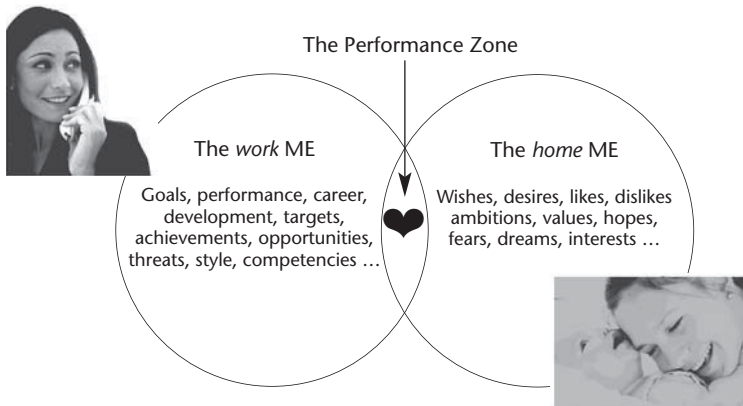 The Performance Zone
The work ME
Goals, performance, career,
development, targets,
achievements, opportunities,
threats, style, competencies ...
The home ME
Wishes, desires, likes, dislikes
ambitions, values, hopes,
fears, dreams, interests ...